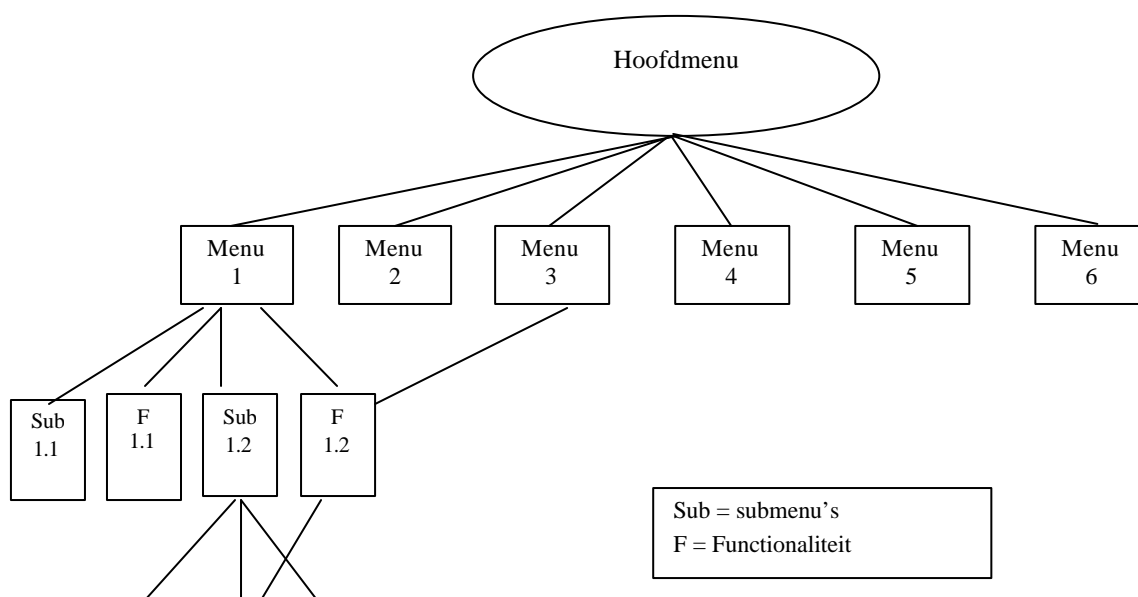 Hoofdmenu
Menu
1
Menu
2
Menu
3
Menu
4
Menu
5
Menu
6
Sub
1.1
F
1.1
Sub
1.2
F
1.2
Sub = submenu's
F = Functionaliteit